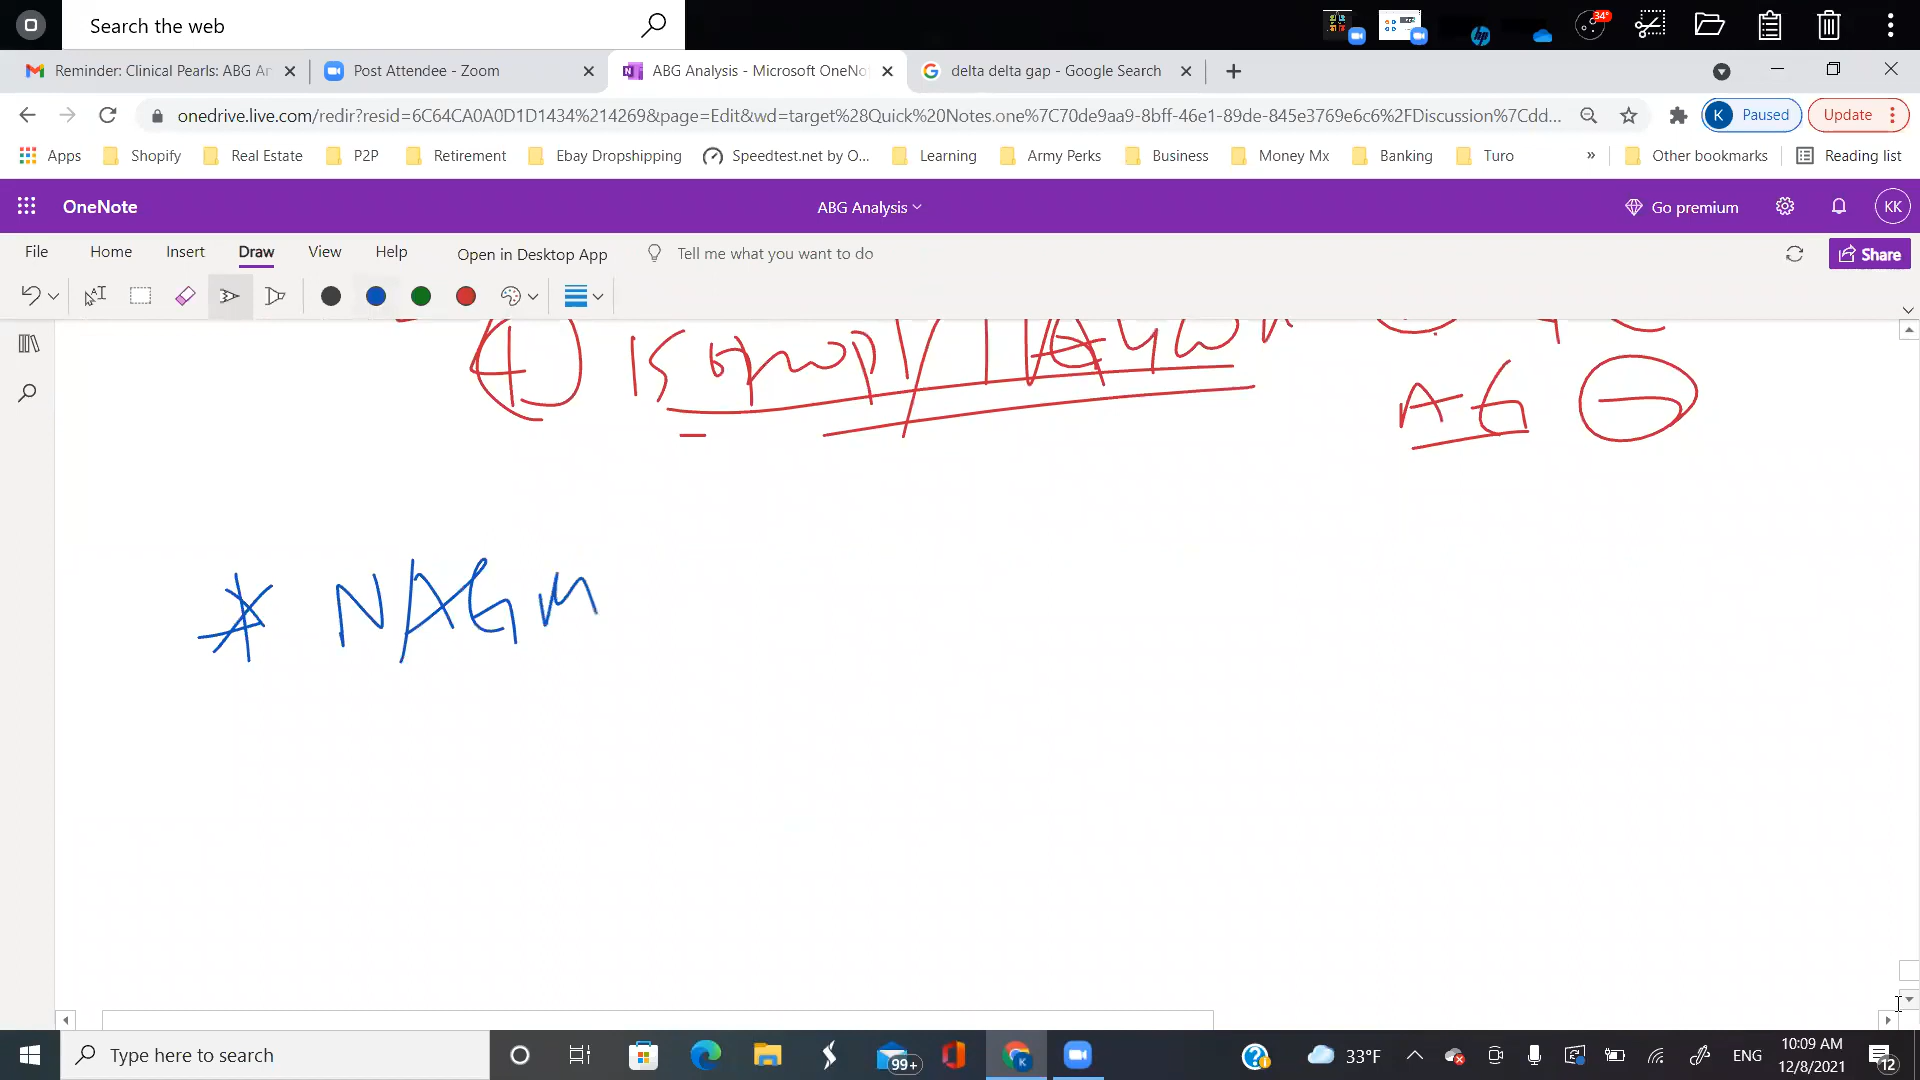 Search the web
34°
Reminder: Clinical Pearls: ABG Ar
Post Attendee - Zoom
ABG Analysis - Microsoft OneNo
delta delta gap - Google Search
onedrive.live.com/redir?resid=6C64CA0A0D1D1434%214269&page=Edit&wd=target%28Quick%20Notes.one%7C70de9aa9-8bff-46e1-89de-845e3769e6c6%2FDiscussion%7Cdd...
K Paused
Update
Apps Shopify Real Estate P2P Retirement Ebay Dropshipping Speedtest.net by O... Learning Army Perks Business Money Mx Banking Turo » Other bookmarks Reading list
OneNote
ABG Analysis
Go premium
KK
File Home Insert Draw View Help Open in Desktop App Tell me what you want to do
Share
4
AG
* NAGM
Type here to search
99+
33°F
ENG
10:09 AM
12/8/2021
12